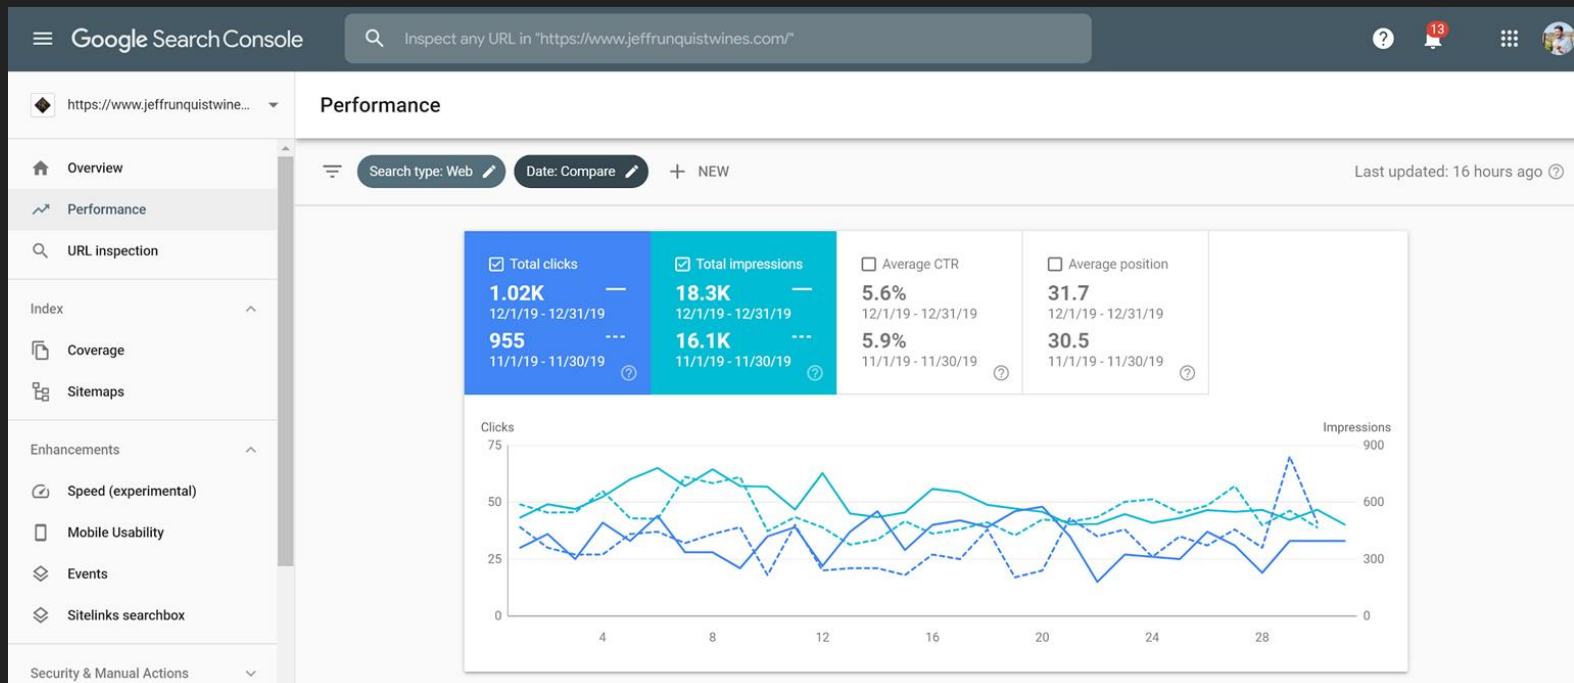 Google Search Console
Inspect any URL in "https://www.jeffrunquistwines.com/"
13
https://www.jeffrunquistwine...
Performance
Overview
Performance
URL inspection
Index
Coverage
Sitemaps
Enhancements
Speed (experimental)
Mobile Usability
Events
Sitelinks searchbox
Security & Manual Actions
Search type: Web
Date: Compare
NEW
Last updated: 16 hours ago
Total clicks
1.02K
12/1/19 - 12/31/19
955
11/1/19 - 11/30/19
Total impressions
18.3K
12/1/19 - 12/31/19
16.1K
11/1/19 - 11/30/19
Average CTR
5.6%
12/1/19 - 12/31/19
5.9%
11/1/19 - 11/30/19
Average position
31.7
12/1/19 - 12/31/19
30.5
11/1/19 - 11/30/19
Clicks
Impressions
75
900
50
600
25
300
0
0
4 8 12 16 20 24 28